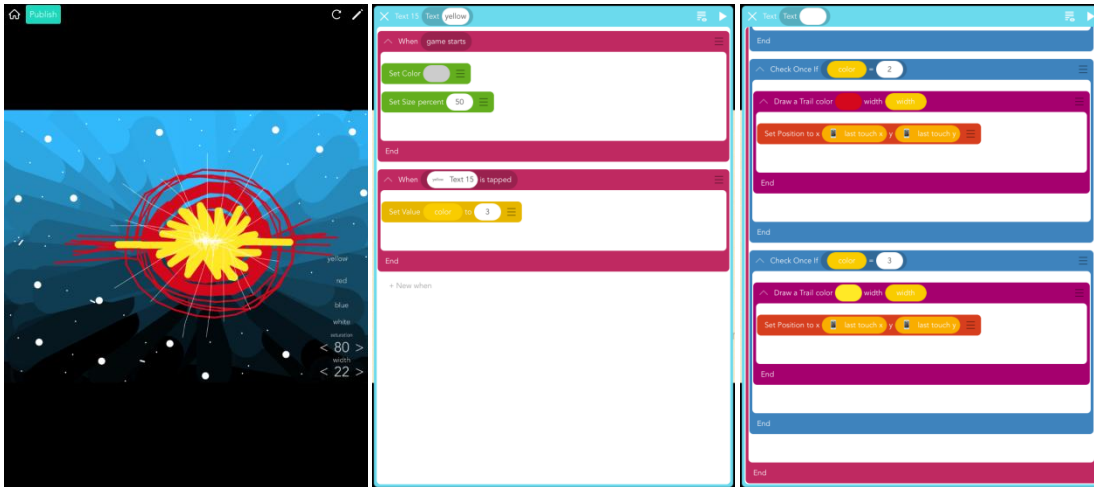 Publish
yellow
red
blue
white
saturation
< 80 >
width
< 22 >
Text 15 Text yellow
When game starts
Set Color
Set Size percent 50
End
When yellow Text 15 is tapped
Set Value color to 3
End
+ New when
Text Text
End
Check Once If color = 2
Draw a Trail color width width
Set Position to x last touch x y last touch y
End
End
Check Once If color = 3
Draw a Trail color width width
Set Position to x last touch x y last touch y
End
End
End